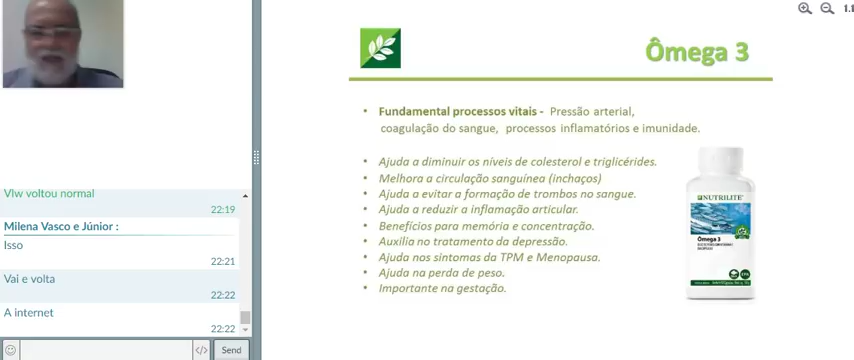 1.1
Ômega 3
Fundamental processos vitais - Pressão arterial,
coagulação do sangue, processos inflamatórios e imunidade.
Ajuda a diminuir os níveis de colesterol e triglicérides.
Melhora a circulação sanguínea (inchaços)
Ajuda a evitar a formação de trombos no sangue.
Ajuda a reduzir a inflamação articular.
Benefícios para memória e concentração.
Auxilia no tratamento da depressão.
Ajuda nos sintomas da TPM e Menopausa.
Ajuda na perda de peso.
Importante na gestação.
NUTRILITE
Ômega 3
Vlw voltou normal
22:19
Milena Vasco e Júnior :
Isso
22:21
Vai e volta
22:22
A internet
22:22
</> Send